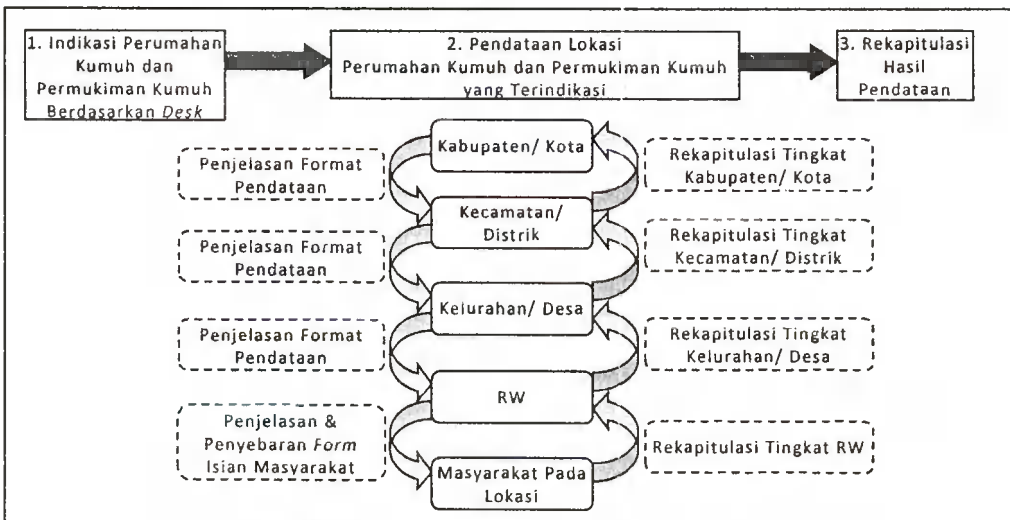 1. Indikasi Perumahan
Kumuh dan
Permukiman Kumuh
Berdasarkan Desk
2. Pendataan Lokasi
Perumahan Kumuh dan Permukiman Kumuh
yang Terindikasi
3. Rekapitulasi
Hasil
Pendataan
Kabupaten/ Kota
Penjelasan Format
Pendataan
Rekapitulasi Tingkat
Kabupaten/ Kota
Kecamatan/
Distrik
Penjelasan Format
Pendataan
Rekapitulasi Tingkat
Kecamatan/ Distrik
Kelurahan/ Desa
Penjelasan Format
Pendataan
Rekapitulasi Tingkat
Kelurahan/ Desa
RW
Penjelasan &
Penyebaran Form
Isian Masyarakat
Rekapitulasi Tingkat RW
Masyarakat Pada
Lokasi